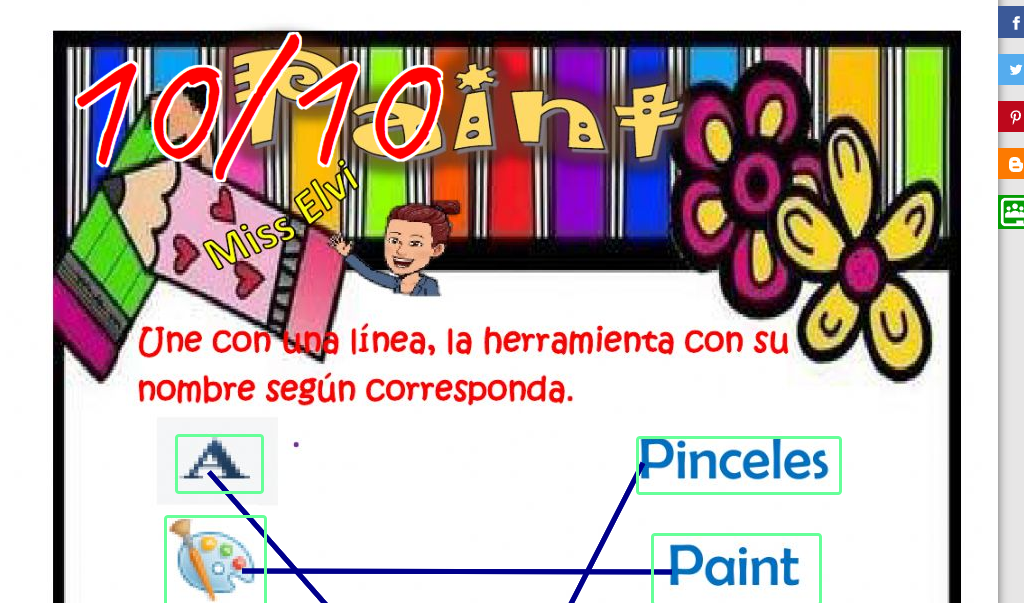 Paint
10/10
Miss Elvi
Une con una línea, la herramienta con su
nombre según corresponda.
A
Pinceles
Paint